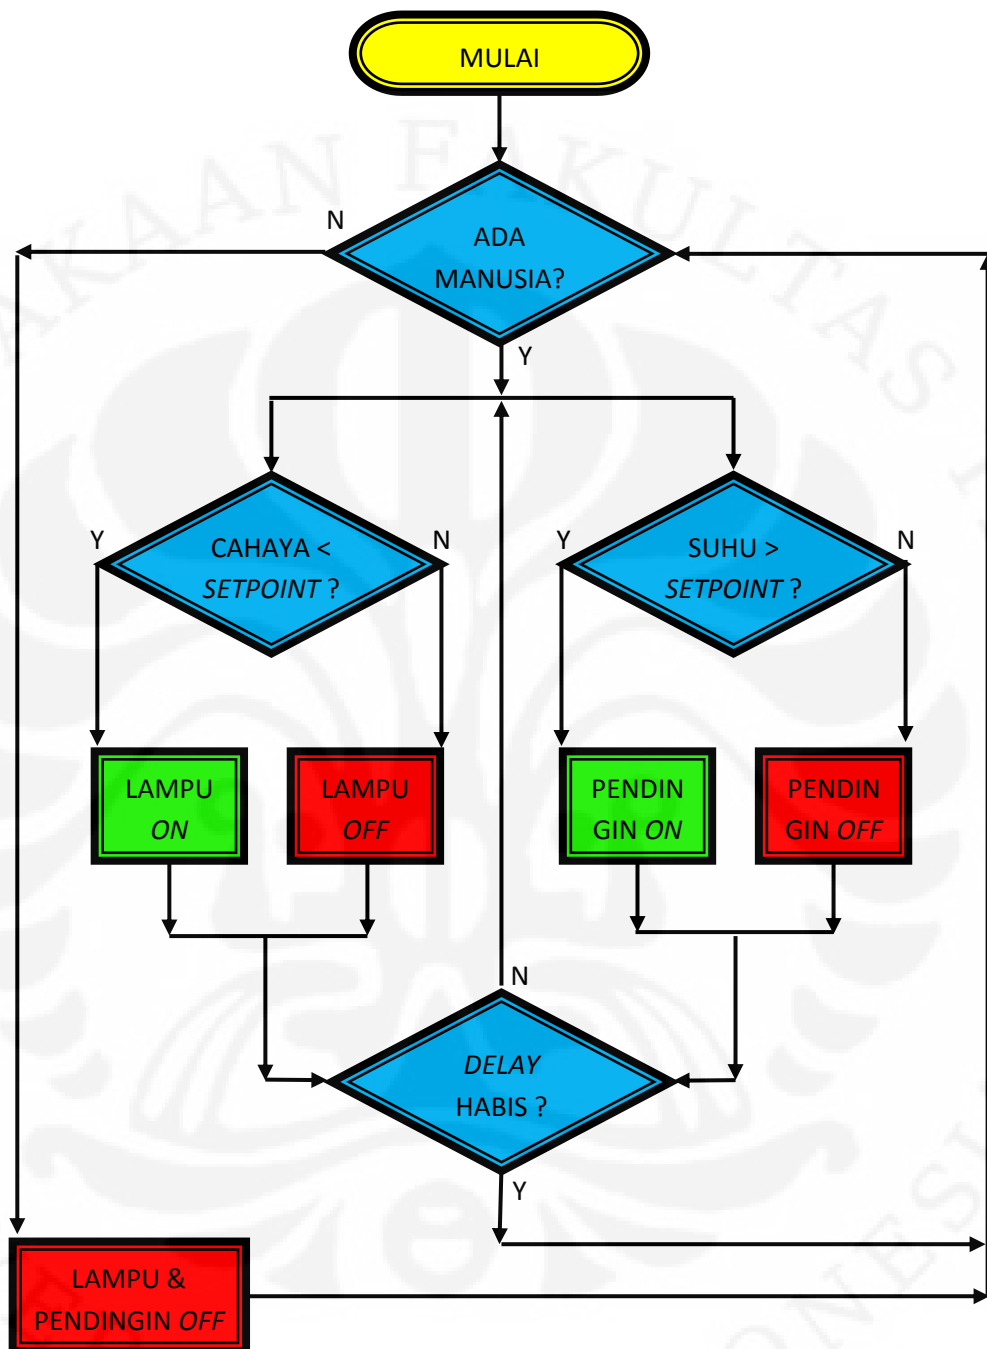 MULAI
N
ADA
MANUSIA?
Y
Y
CAHAYA <
SETPOINT ?
N
Y
SUHU >
SETPOINT ?
N
LAMPU
ON
LAMPU
OFF
PENDIN
GIN ON
PENDIN
GIN OFF
N
DELAY
HABIS ?
Y
LAMPU &
PENDINGIN OFF